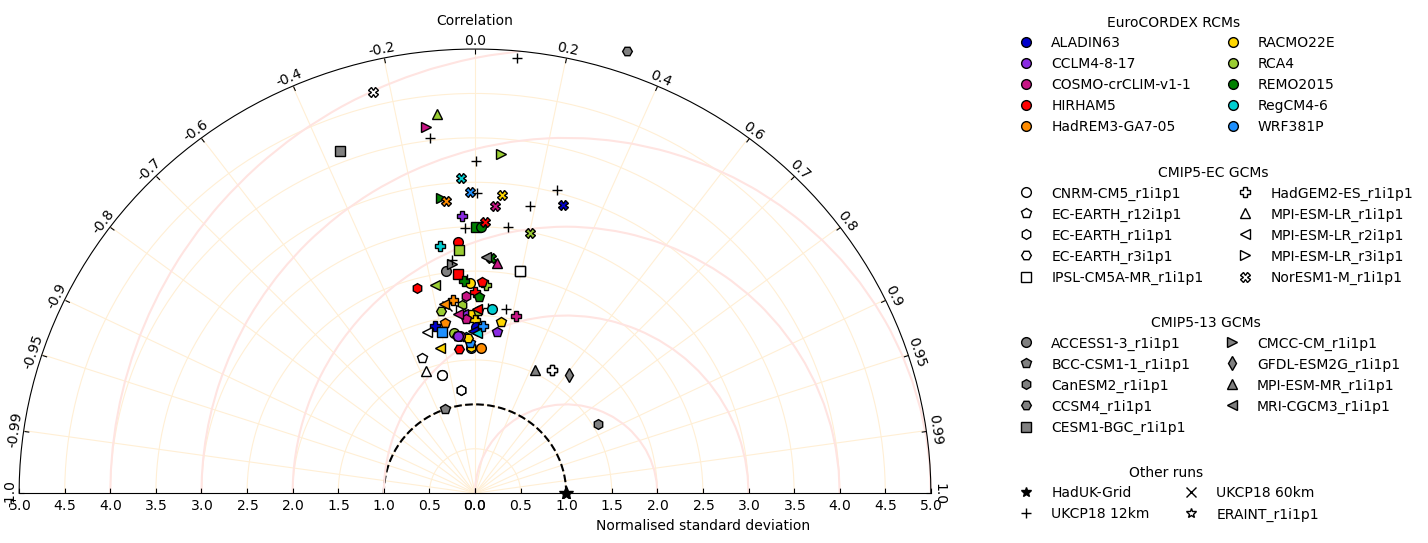 Correlation
0.0
-0.2
0.2
-0.4
0.4
-0.6
0.6
-0.7
0.7
-0.8
0.8
-0.9
0.9
-0.95
0.95
-0.99
0.99
-1.0
1.0
5.0 4.5 4.0 3.5 3.0 2.5 2.0 1.5 1.0 0.5 0.0 0.5 1.0 1.5 2.0 2.5 3.0 3.5 4.0 4.5 5.0
Normalised standard deviation
EuroCORDEX RCMs
ALADIN63 RACMO22E
CCLM4-8-17 RCA4
COSMO-crCLIM-v1-1 REMO2015
HIRHAM5 RegCM4-6
HadREM3-GA7-05 WRF381P
CMIP5-EC GCMs
CNRM-CM5_r1i1p1 HadGEM2-ES_r1i1p1
EC-EARTH_r12i1p1 MPI-ESM-LR_r1i1p1
EC-EARTH_r1i1p1 MPI-ESM-LR_r2i1p1
EC-EARTH_r3i1p1 MPI-ESM-LR_r3i1p1
IPSL-CM5A-MR_r1i1p1 NorESM1-M_r1i1p1
CMIP5-13 GCMs
ACCESS1-3_r1i1p1 CMCC-CM_r1i1p1
BCC-CSM1-1_r1i1p1 GFDL-ESM2G_r1i1p1
CanESM2_r1i1p1 MPI-ESM-MR_r1i1p1
CCSM4_r1i1p1 MRI-CGCM3_r1i1p1
CESM1-BGC_r1i1p1
Other runs
HadUK-Grid UKCP18 60km
UKCP18 12km ERAINT_r1i1p1